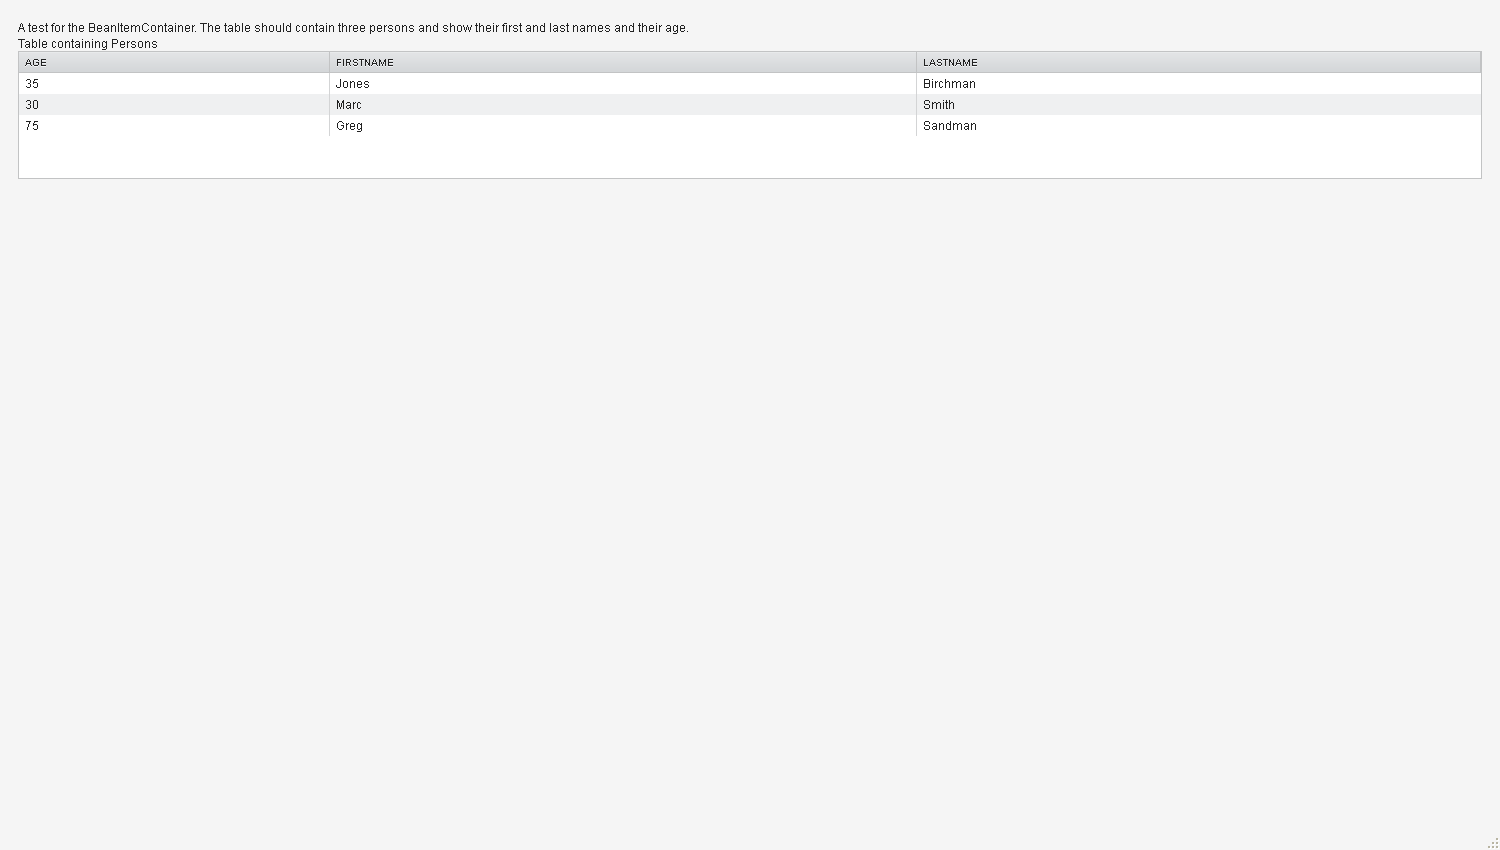 A test for the BeanItemContainer. The table should contain three persons and show their first and last names and their age.
Table containing Persons
AGE FIRSTNAME LASTNAME
35 Jones Birchman
30 Marc Smith
75 Greg Sandman